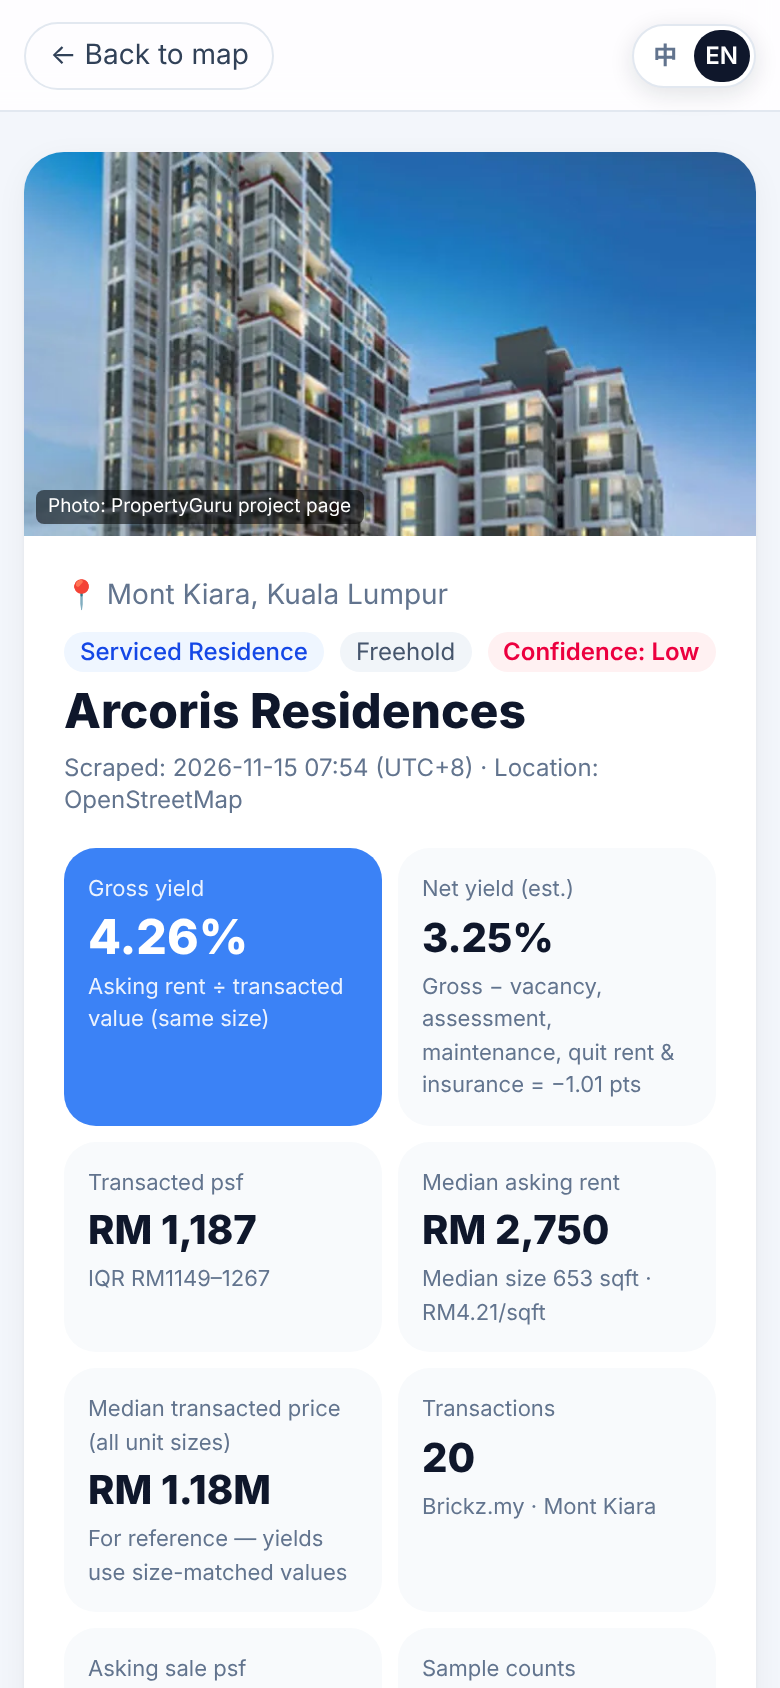 ← Back to map
中 EN
Photo: PropertyGuru project page
📍 Mont Kiara, Kuala Lumpur
Serviced Residence Freehold Confidence: Low
Arcoris Residences
Scraped: 2026-11-15 07:54 (UTC+8) · Location:
OpenStreetMap
Gross yield
4.26%
Asking rent ÷ transacted
value (same size)
Net yield (est.)
3.25%
Gross − vacancy,
assessment,
maintenance, quit rent &
insurance = −1.01 pts
Transacted psf
RM 1,187
IQR RM1149–1267
Median asking rent
RM 2,750
Median size 653 sqft ·
RM4.21/sqft
Median transacted price
(all unit sizes)
RM 1.18M
For reference — yields
use size-matched values
Transactions
20
Brickz.my · Mont Kiara
Asking sale psf
Sample counts